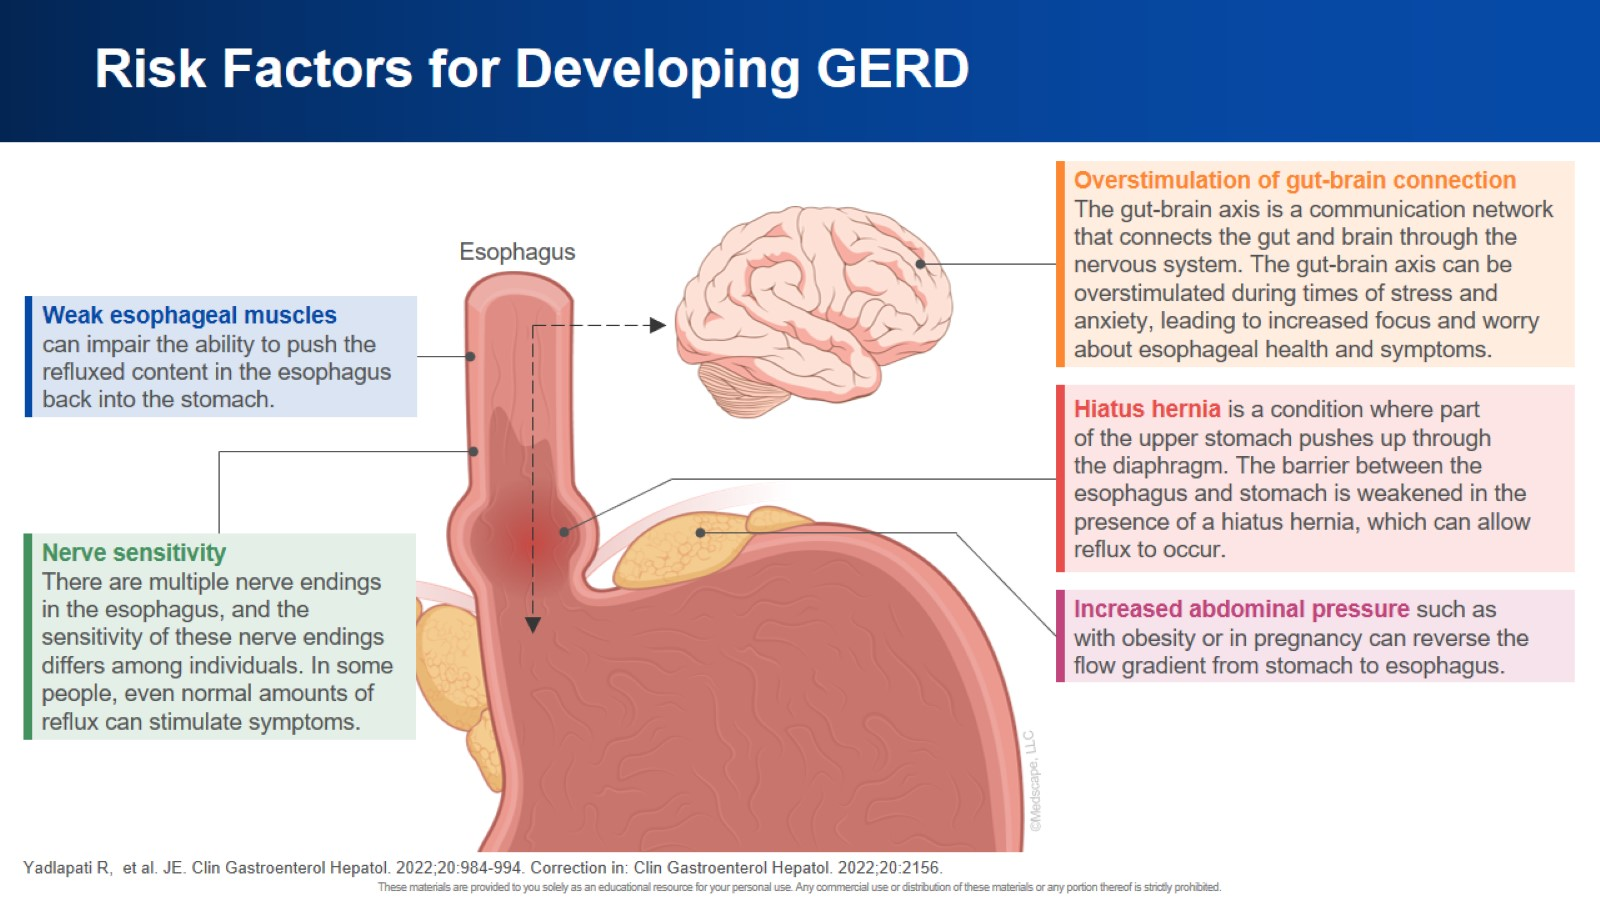 Risk Factors for Developing GERD
Esophagus
Weak esophageal muscles
can impair the ability to push the
refluxed content in the esophagus
back into the stomach.
Nerve sensitivity
There are multiple nerve endings
in the esophagus, and the
sensitivity of these nerve endings
differs among individuals. In some
people, even normal amounts of
reflux can stimulate symptoms.
Overstimulation of gut-brain connection
The gut-brain axis is a communication network
that connects the gut and brain through the
nervous system. The gut-brain axis can be
overstimulated during times of stress and
anxiety, leading to increased focus and worry
about esophageal health and symptoms.
Hiatus hernia is a condition where part
of the upper stomach pushes up through
the diaphragm. The barrier between the
esophagus and stomach is weakened in the
presence of a hiatus hernia, which can allow
reflux to occur.
Increased abdominal pressure such as
with obesity or in pregnancy can reverse the
flow gradient from stomach to esophagus.
©Medscape, LLC
Yadlapati R, et al. JE. Clin Gastroenterol Hepatol. 2022;20:984-994. Correction in: Clin Gastroenterol Hepatol. 2022;20:2156.
These materials are provided to you solely as an educational resource for your personal use. Any commercial use or distribution of these materials or any portion thereof is strictly prohibited.